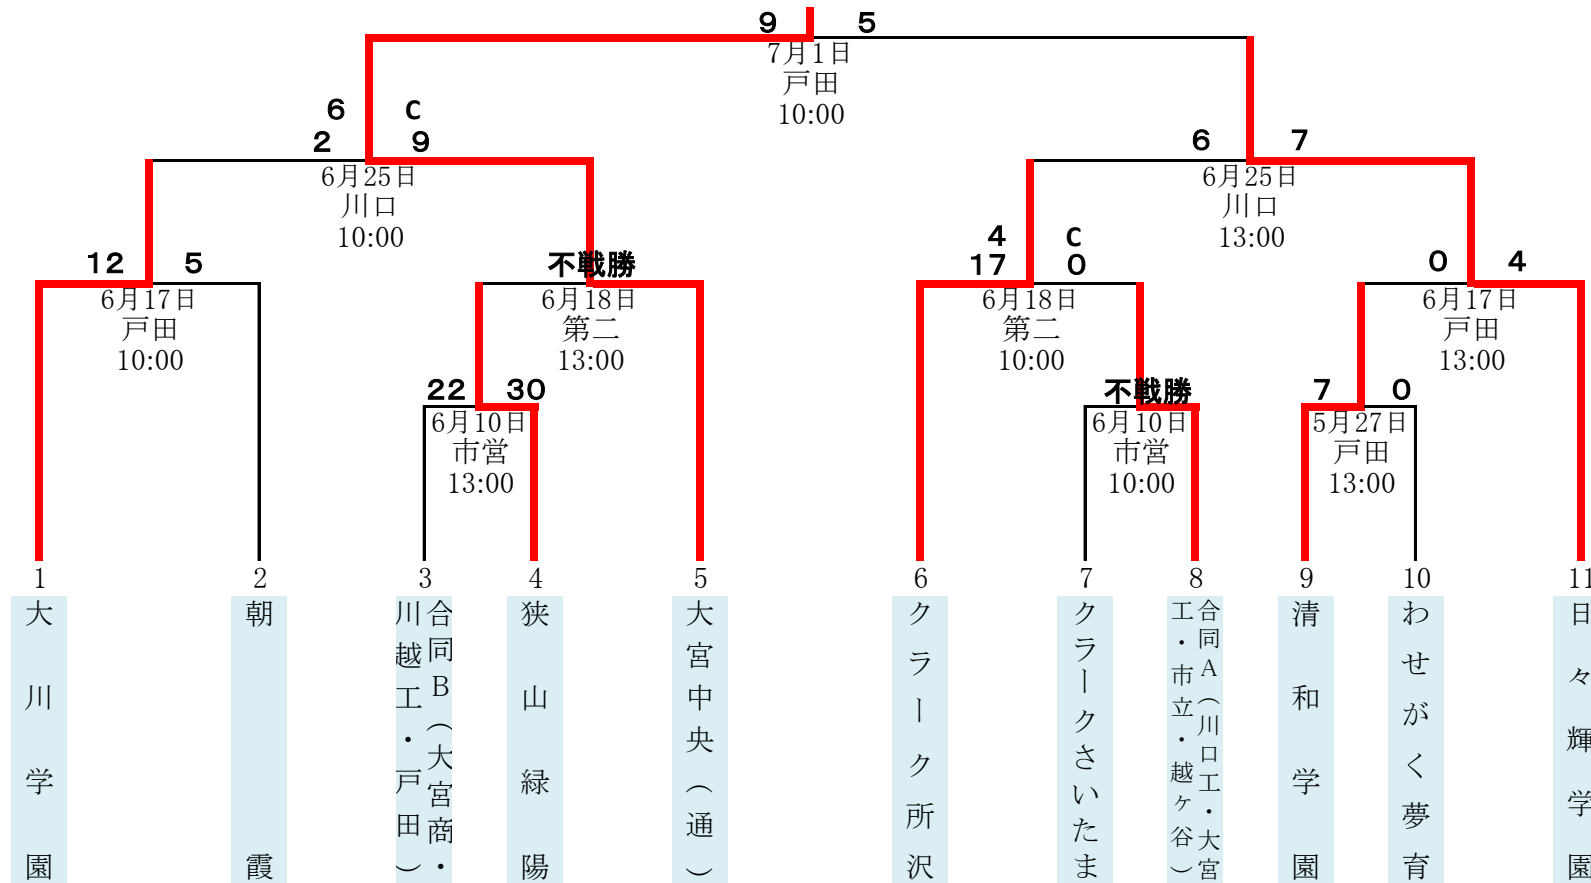 9 5
7月1日
戸田
10:00
6 C
2 9
6月25日
川口
10:00
6 7
6月25日
川口
13:00
12 5
6月17日
戸田
10:00
不戦勝
6月18日
第二
13:00
4 C
17 0
6月18日
第二
10:00
0 4
6月17日
戸田
13:00
22 30
6月10日
市営
13:00
不戦勝
6月10日
市営
10:00
7 0
5月27日
戸田
13:00
1
大川学園
2
朝霞
3
合同B（大宮商・
川越工・戸田）
4
狭山緑陽
5
大宮中央（通）
6
クラーク所沢
7
クラークさいたま
8
合同A（川口工・大宮
工・市立・越ヶ谷）
9
清和学園
10
わせがく夢育
11
日々輝学園